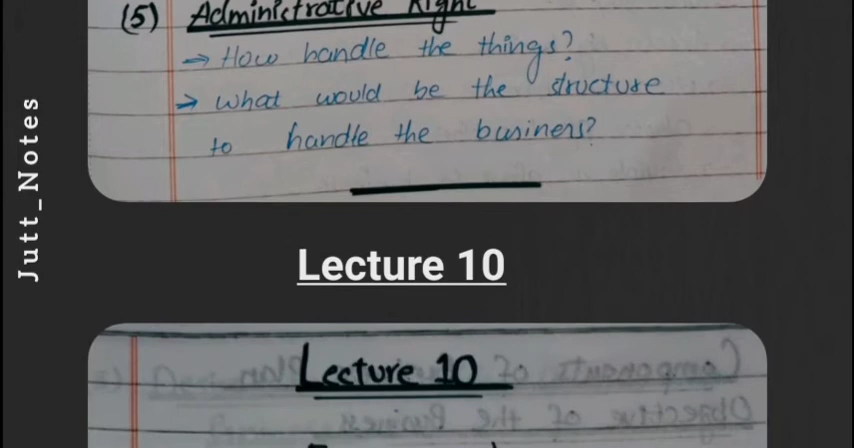 (5) Administrative Right
→ How handle the things?
→ what would be the structure
to handle the business?
Jutt_Notes
Lecture 10
Lecture 10